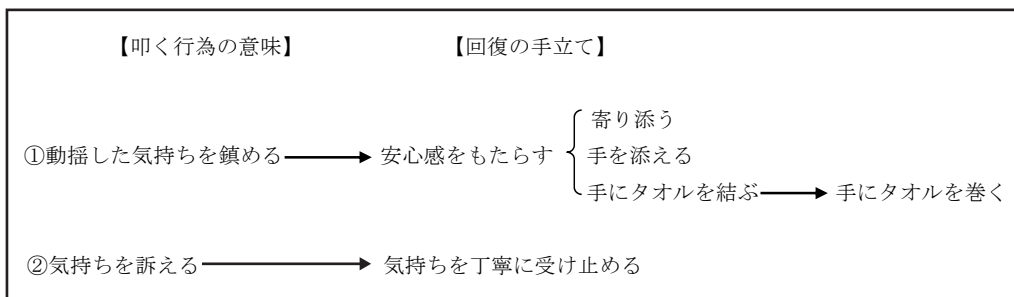 【叩く行為の意味】 【回復の手立て】
寄り添う
①動揺した気持ちを鎮める 安心感をもたらす 手を添える
手にタオルを結ぶ 手にタオルを巻く
②気持ちを訴える 気持ちを丁寧に受け止める